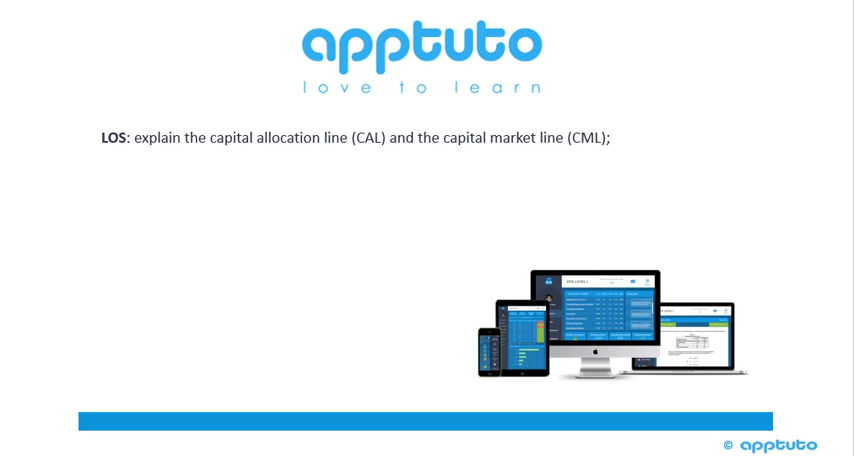 apptuto
love to learn
LOS: explain the capital allocation line (CAL) and the capital market line (CML);
© apptuto